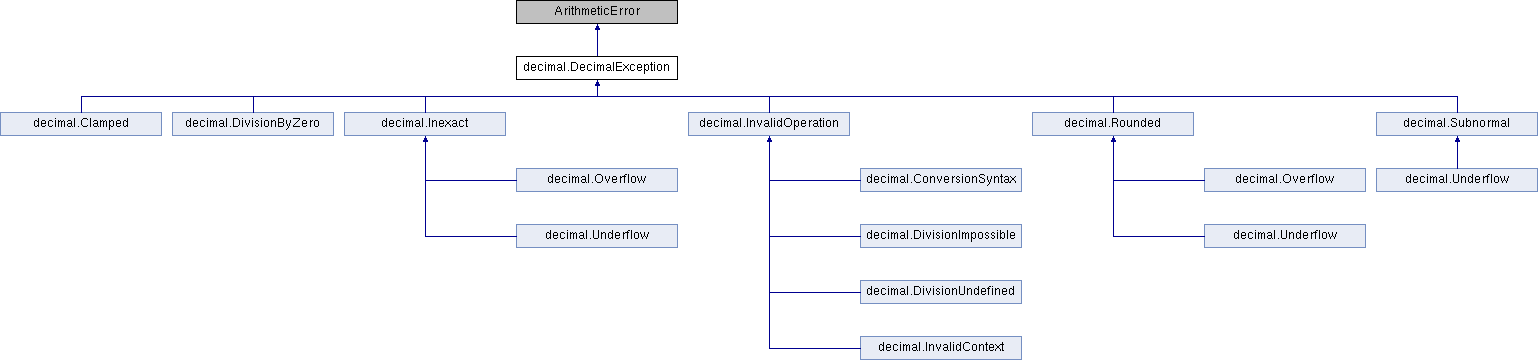 ArithmeticError
decimal.DecimalException
decimal.Clamped
decimal.DivisionByZero
decimal.Inexact
decimal.InvalidOperation
decimal.Rounded
decimal.Subnormal
decimal.Overflow
decimal.ConversionSyntax
decimal.Overflow
decimal.Underflow
decimal.Underflow
decimal.DivisionImpossible
decimal.Underflow
decimal.DivisionUndefined
decimal.InvalidContext